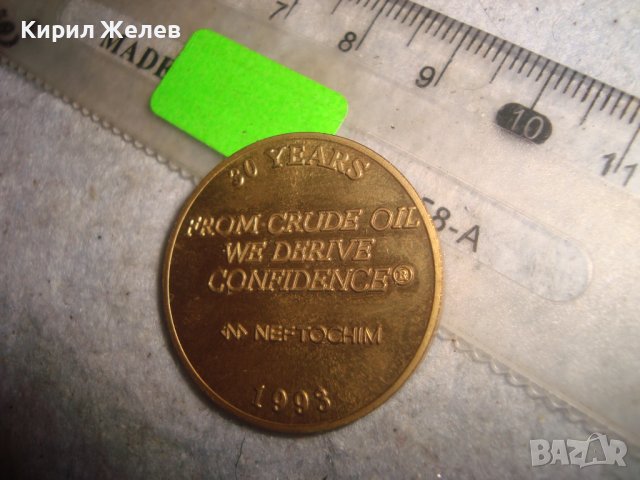 Кирил Желев
MADE
7 8 9 10 11
58-A
30 YEARS
FROM CRUDE OIL
WE DERIVE
CONFIDENCE®
NEFTOCHIM
1993
BAZAR